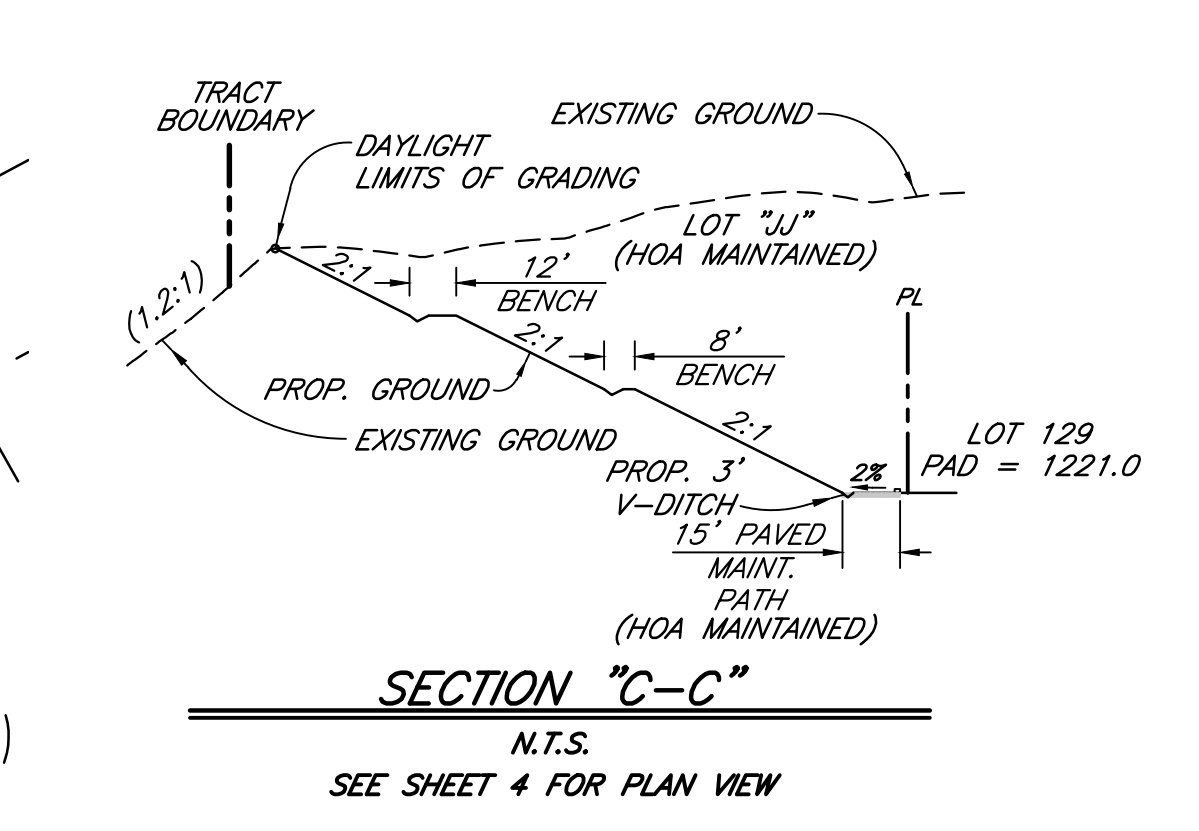 TRACT
BOUNDARY
EXISTING GROUND
DAYLIGHT
LIMITS OF GRADING
LOT "JJ"
(HOA MAINTAINED)
(1.2:1)
2:1
12'
BENCH
PL
2:1
8'
BENCH
PROP. GROUND
2:1
EXISTING GROUND
LOT 129
PAD = 1221.0
PROP. 3'
V-DITCH
2%
15' PAVED
MAINT.
PATH
(HOA MAINTAINED)
SECTION "C-C"
N.T.S.
SEE SHEET 4 FOR PLAN VIEW
)